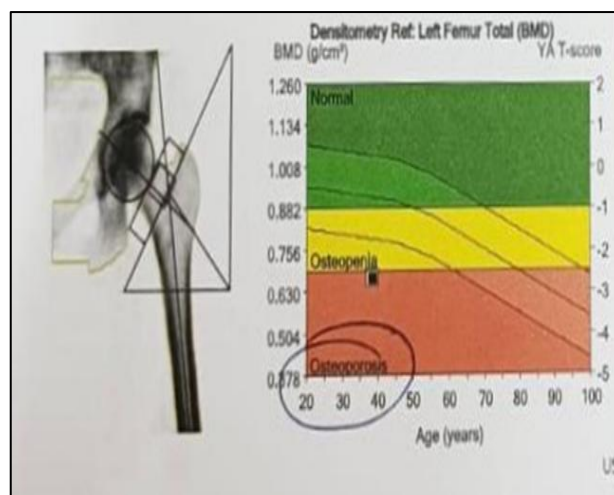 Densitometry Ref: Left Femur Total (BMD)
BMD (g/cm²) YA T-score
1.260 2
Normal
1.134 1
1.008 0
0.882 -1
0.756 -2
Osteopenia
0.630 -3
0.504 -4
Osteoporosis
0.378 -5
20 30 40 50 60 70 80 90 100
Age (years)
US